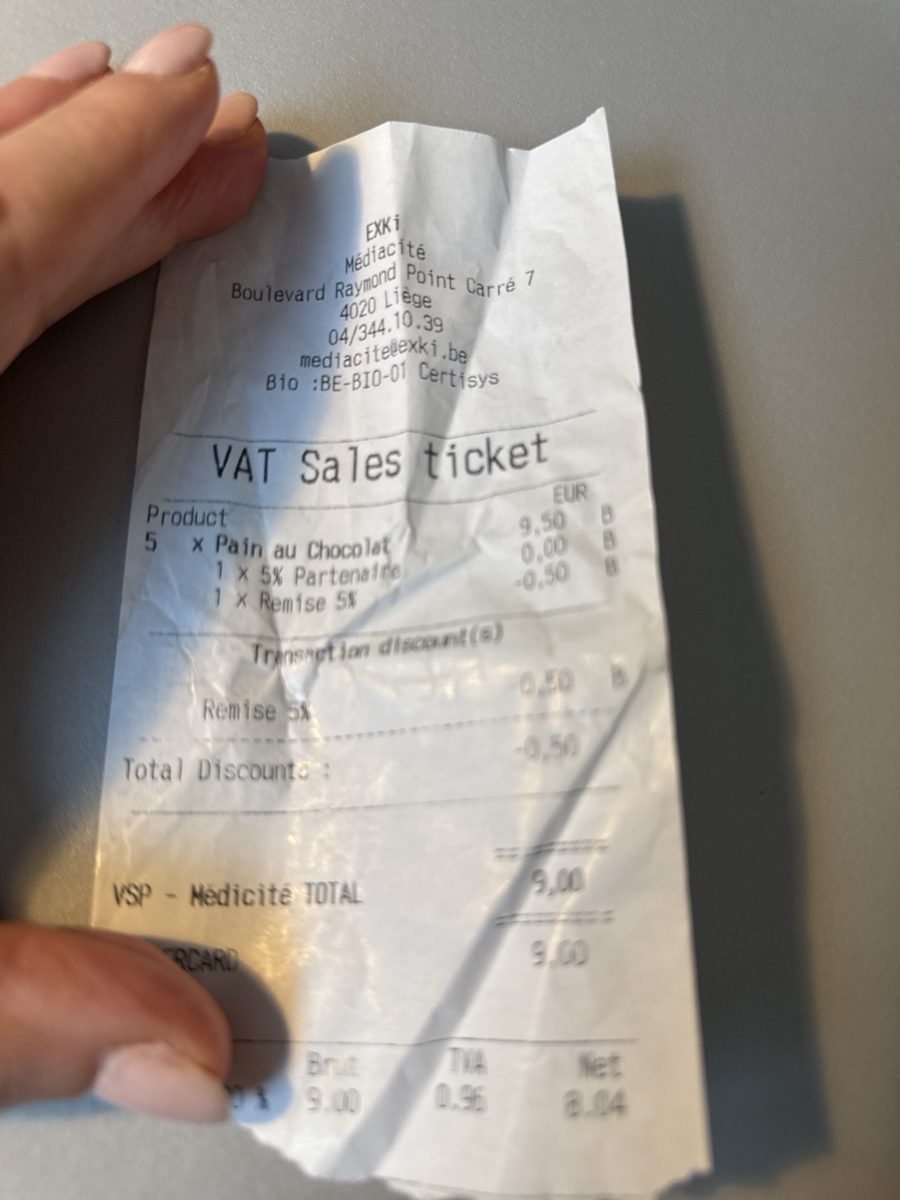 EXKi
Médiacité
Boulevard Raymond Point Carré 7
4020 Liège
04/344.10.39
mediacite@exki.be
Bio :BE-BIO-01 Certisys
VAT Sales ticket
EUR
Product
5 x Pain au Chocolat 9,50 B
1 x 5% Partenaire 0,00 B
1 x Remise 5% -0,50 B
Transaction discount(s)
Remise 5% 0,50 B
Total Discounts : -0,50
=========
VSP - Médicité TOTAL 9,00
=========
ERCARD 9.00
Brut TVA Net
00 % 9.00 0.96 8.04